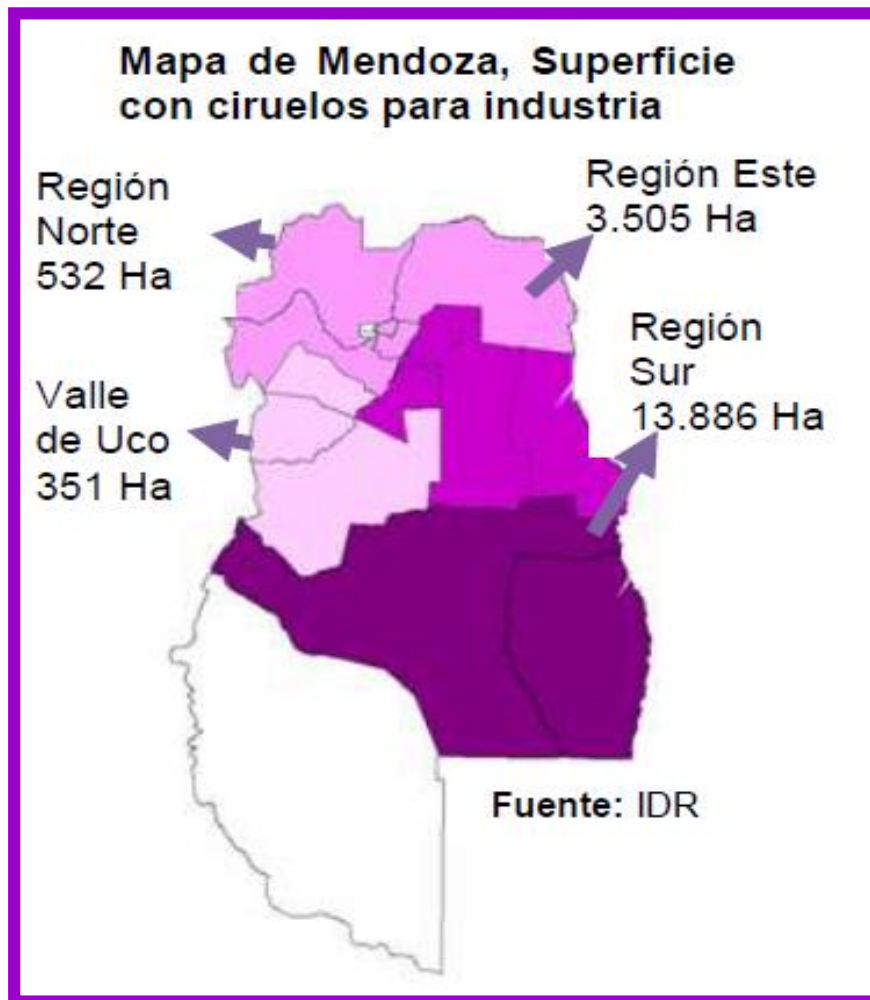 Mapa de Mendoza, Superficie
con ciruelos para industria
Región
Norte
532 Ha
Región Este
3.505 Ha
Región
Sur
13.886 Ha
Valle
de Uco
351 Ha
Fuente: IDR